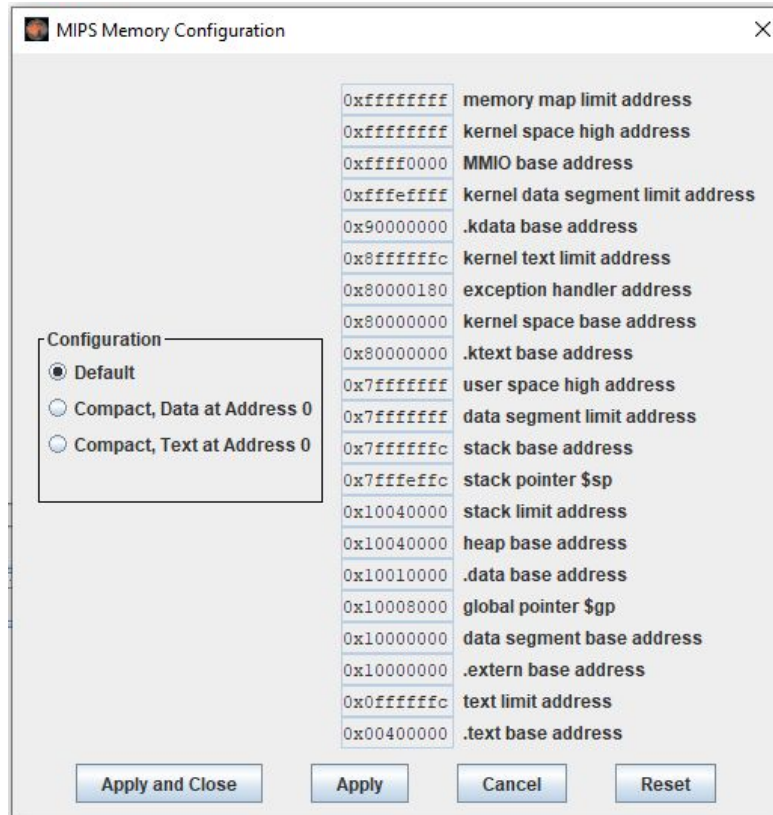 MIPS Memory Configuration
0xffffffff memory map limit address
0xffffffff kernel space high address
0xffff0000 MMIO base address
0xfffeffff kernel data segment limit address
0x90000000 .kdata base address
0x8ffffffc kernel text limit address
0x80000180 exception handler address
0x80000000 kernel space base address
0x80000000 .ktext base address
0x7fffffff user space high address
0x7fffffff data segment limit address
0x7ffffffc stack base address
0x7fffeffc stack pointer $sp
0x10040000 stack limit address
0x10040000 heap base address
0x10010000 .data base address
0x10008000 global pointer $gp
0x10000000 data segment base address
0x10000000 .extern base address
0x0ffffffc text limit address
0x00400000 .text base address
Configuration
Default
Compact, Data at Address 0
Compact, Text at Address 0
Apply and Close Apply Cancel Reset